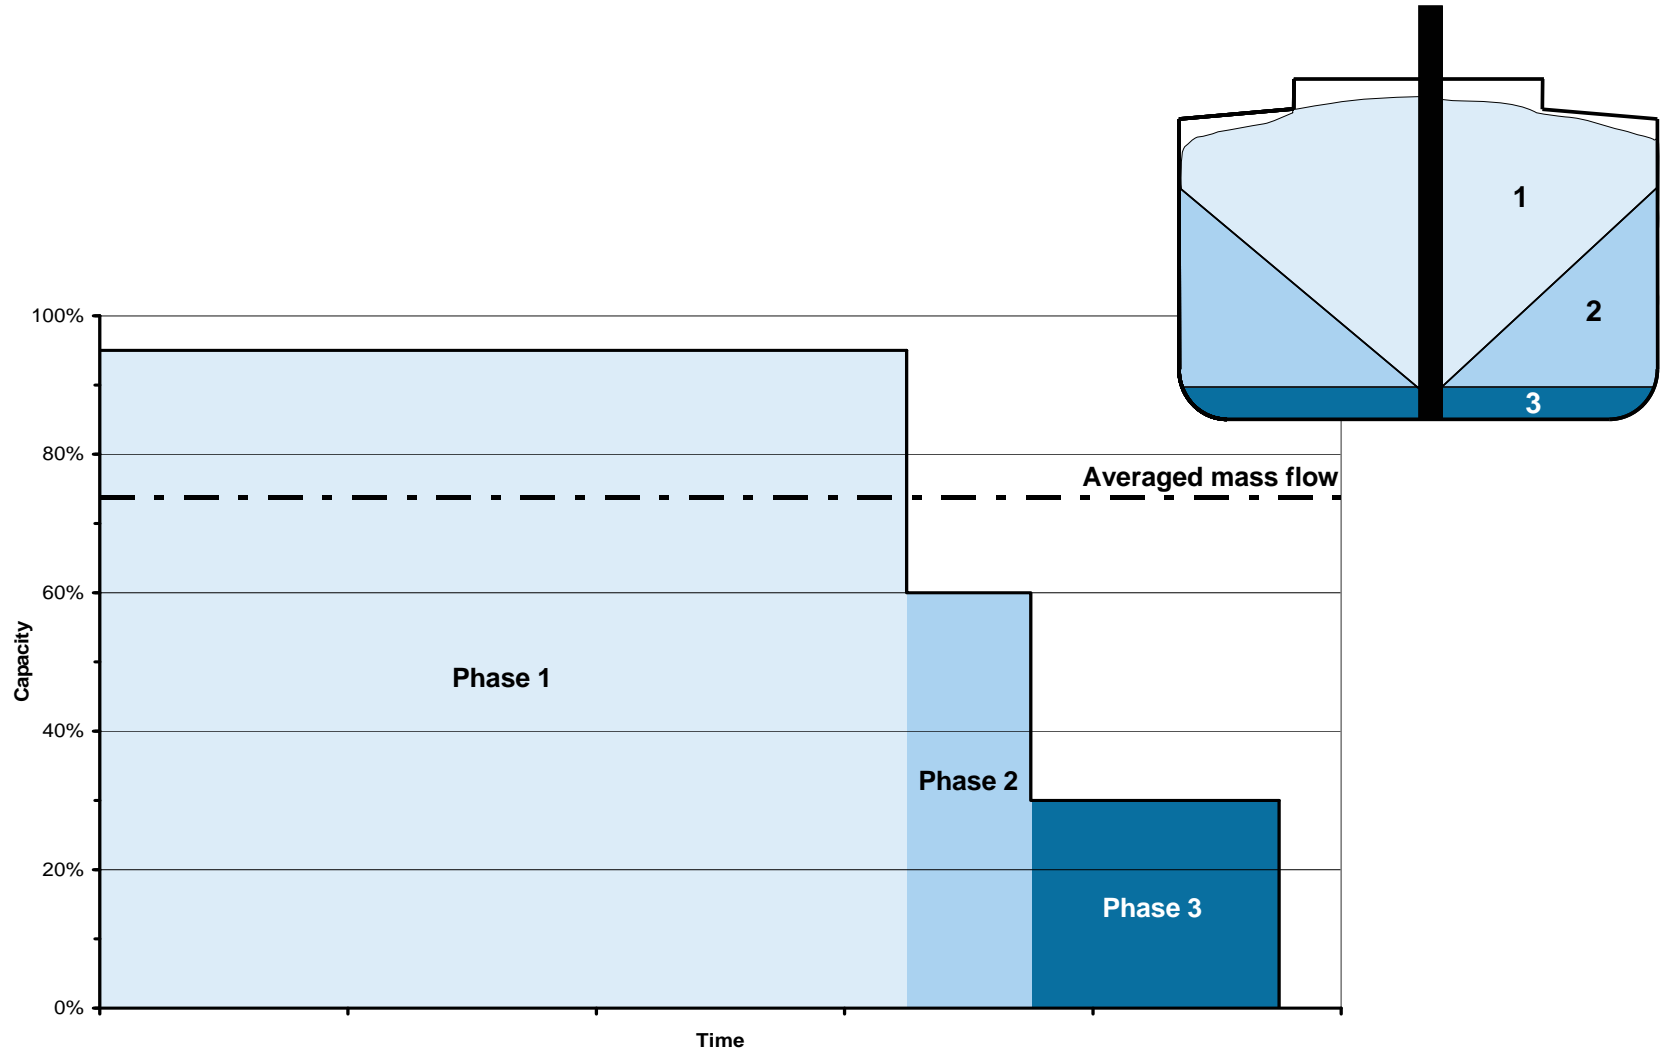 1
2
3
100%
80%
60%
40%
20%
0%
Capacity
Averaged mass flow
Phase 1
Phase 2
Phase 3
Time